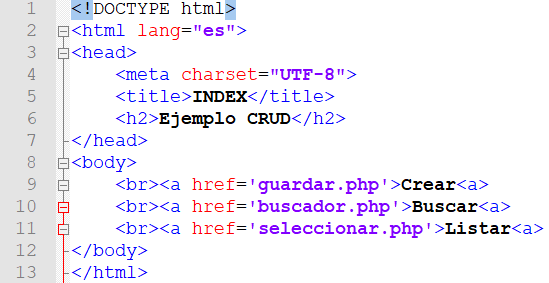 1 <!DOCTYPE html>
2 <html lang="es">
3 <head>
4 <meta charset="UTF-8">
5 <title>INDEX</title>
6 <h2>Ejemplo CRUD</h2>
7 </head>
8 <body>
9 <br><a href='guardar.php'>Crear<a>
10 <br><a href='buscador.php'>Buscar<a>
11 <br><a href='seleccionar.php'>Listar<a>
12 </body>
13 </html>